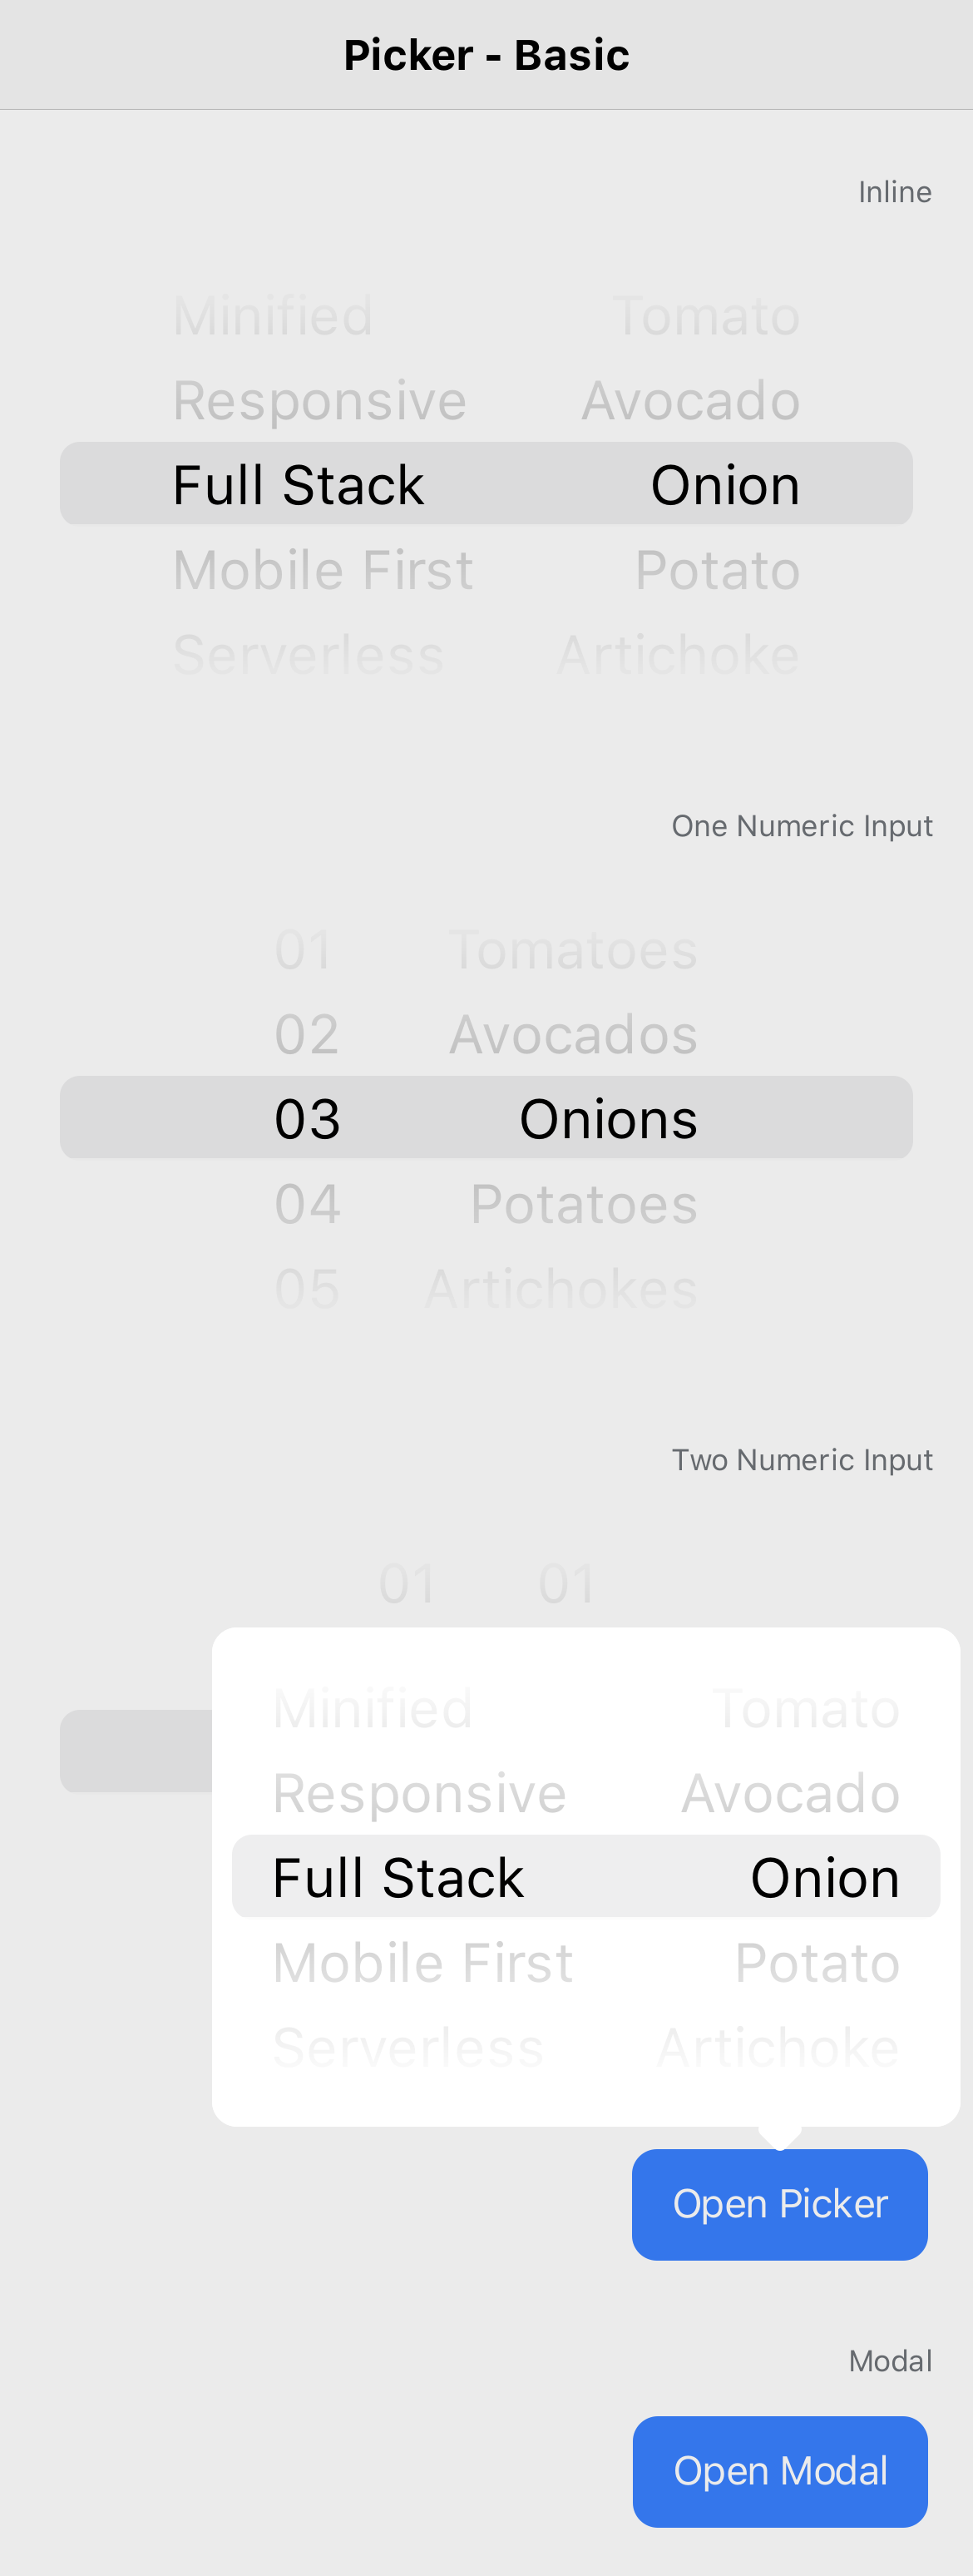 Picker - Basic
Inline
Minified Tomato
Responsive Avocado
Full Stack Onion
Mobile First Potato
Serverless Artichoke
One Numeric Input
01 Tomatoes
02 Avocados
03 Onions
04 Potatoes
05 Artichokes
Two Numeric Input
01 01
Minified Tomato
Responsive Avocado
Full Stack Onion
Mobile First Potato
Serverless Artichoke
Open Picker
Modal
Open Modal